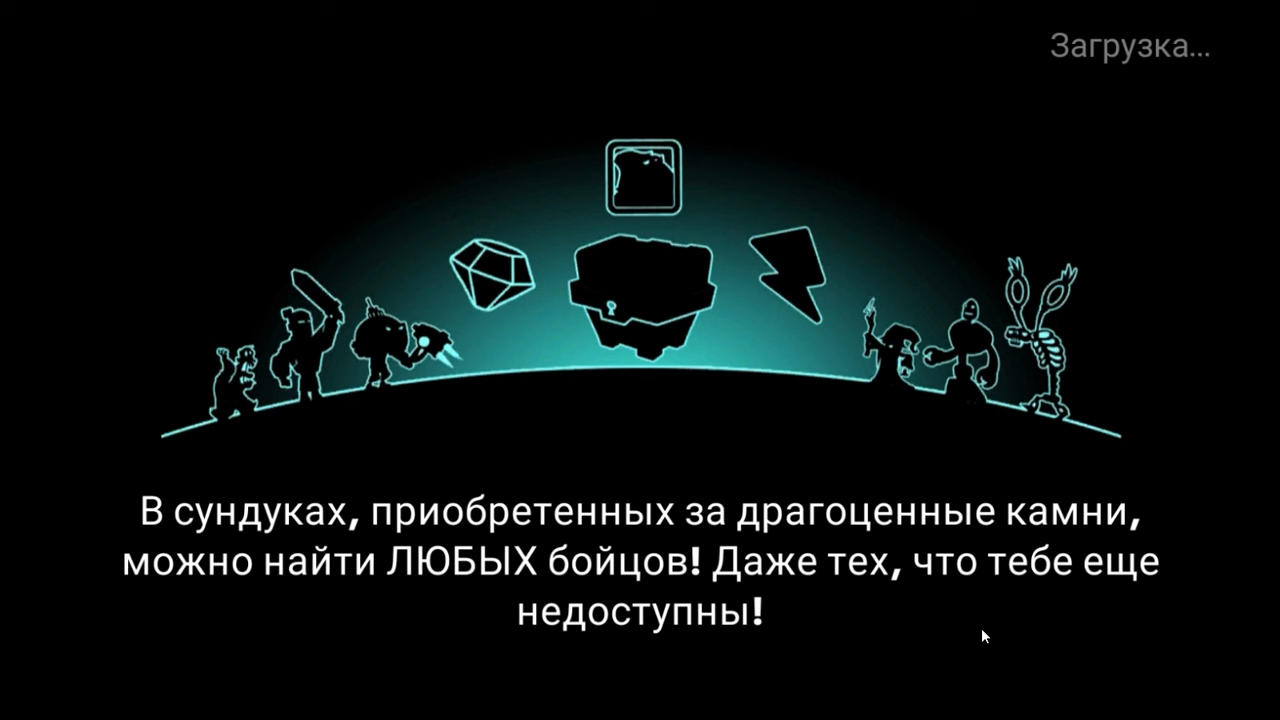 Загрузка...
В сундуках, приобретенных за драгоценные камни,
можно найти ЛЮБЫХ бойцов! Даже тех, что тебе еще
недоступны!